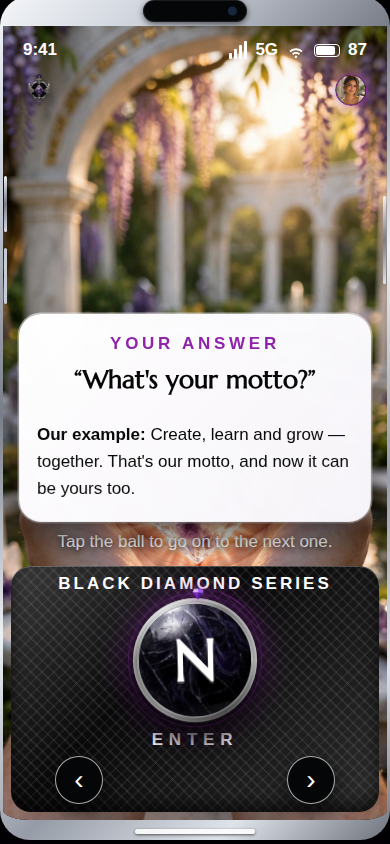 9:41
5G
87
YOUR ANSWER
“What's your motto?”
Our example: Create, learn and grow —
together. That's our motto, and now it can
be yours too.
Tap the ball to go on to the next one.
BLACK DIAMOND SERIES
N
ENTER
‹ ›